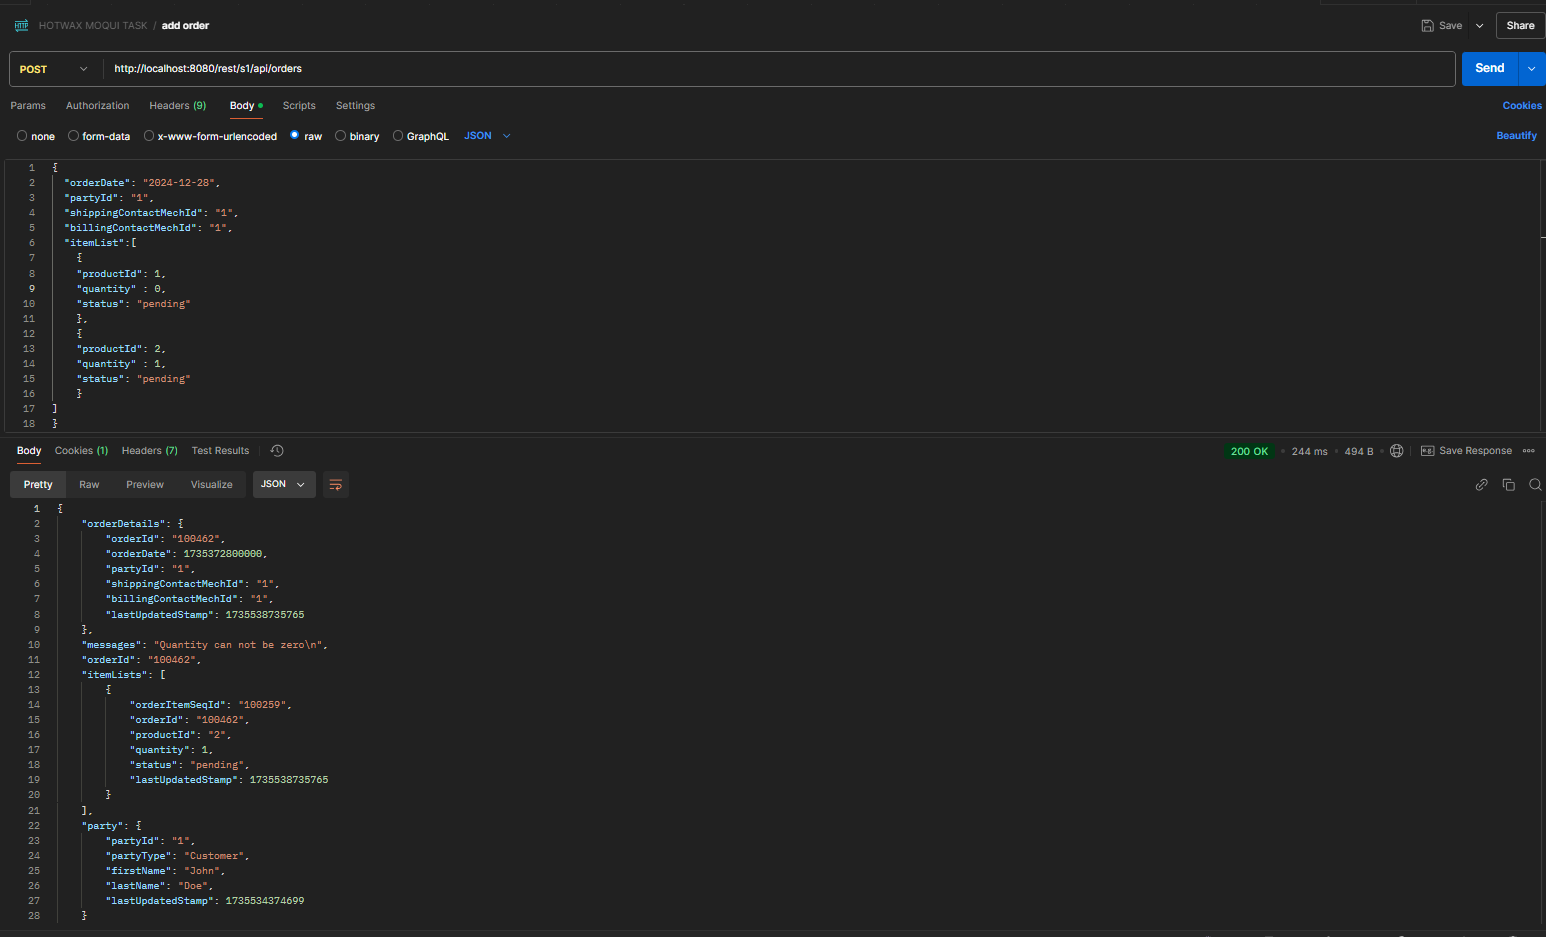 HOTWAX MOQUI TASK / add order
Save
Share
POST
http://localhost:8080/rest/s1/api/orders
Send
Params Authorization Headers (9) Body Scripts Settings
Cookies
none form-data x-www-form-urlencoded raw binary GraphQL JSON
Beautify
1 {
2 "orderDate": "2024-12-28",
3 "partyId": "1",
4 "shippingContactMechId": "1",
5 "billingContactMechId": "1",
6 "itemList":[
7 {
8 "productId": 1,
9 "quantity" : 0,
10 "status": "pending"
11 },
12 {
13 "productId": 2,
14 "quantity" : 1,
15 "status": "pending"
16 }
17 ]
18 }
Body Cookies (1) Headers (7) Test Results
200 OK • 244 ms • 494 B
Save Response
Pretty Raw Preview Visualize JSON
1 {
2 "orderDetails": {
3 "orderId": "100462",
4 "orderDate": 1735372800000,
5 "partyId": "1",
6 "shippingContactMechId": "1",
7 "billingContactMechId": "1",
8 "lastUpdatedStamp": 1735538735765
9 },
10 "messages": "Quantity can not be zero\n",
11 "orderId": "100462",
12 "itemLists": [
13 {
14 "orderItemSeqId": "100259",
15 "orderId": "100462",
16 "productId": "2",
17 "quantity": 1,
18 "status": "pending",
19 "lastUpdatedStamp": 1735538735765
20 }
21 ],
22 "party": {
23 "partyId": "1",
24 "partyType": "Customer",
25 "firstName": "John",
26 "lastName": "Doe",
27 "lastUpdatedStamp": 1735534374699
28 }